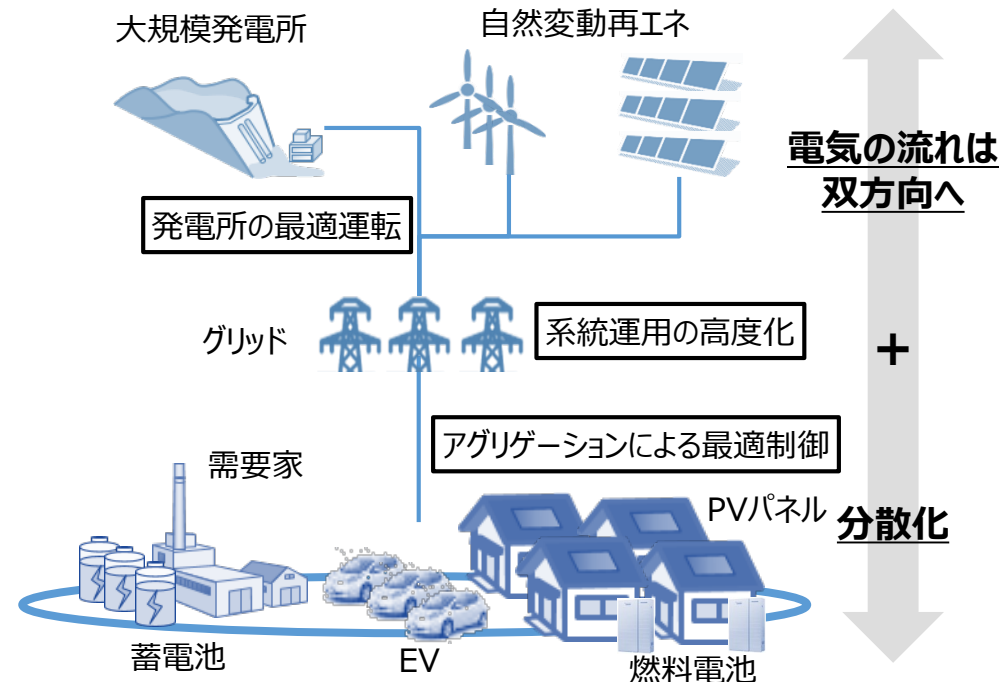 大規模発電所
自然変動再エネ
電気の流れは
双方向へ
発電所の最適運転
グリッド
系統運用の高度化
+
アグリゲーションによる最適制御
需要家
PVパネル
分散化
蓄電池
EV
燃料電池